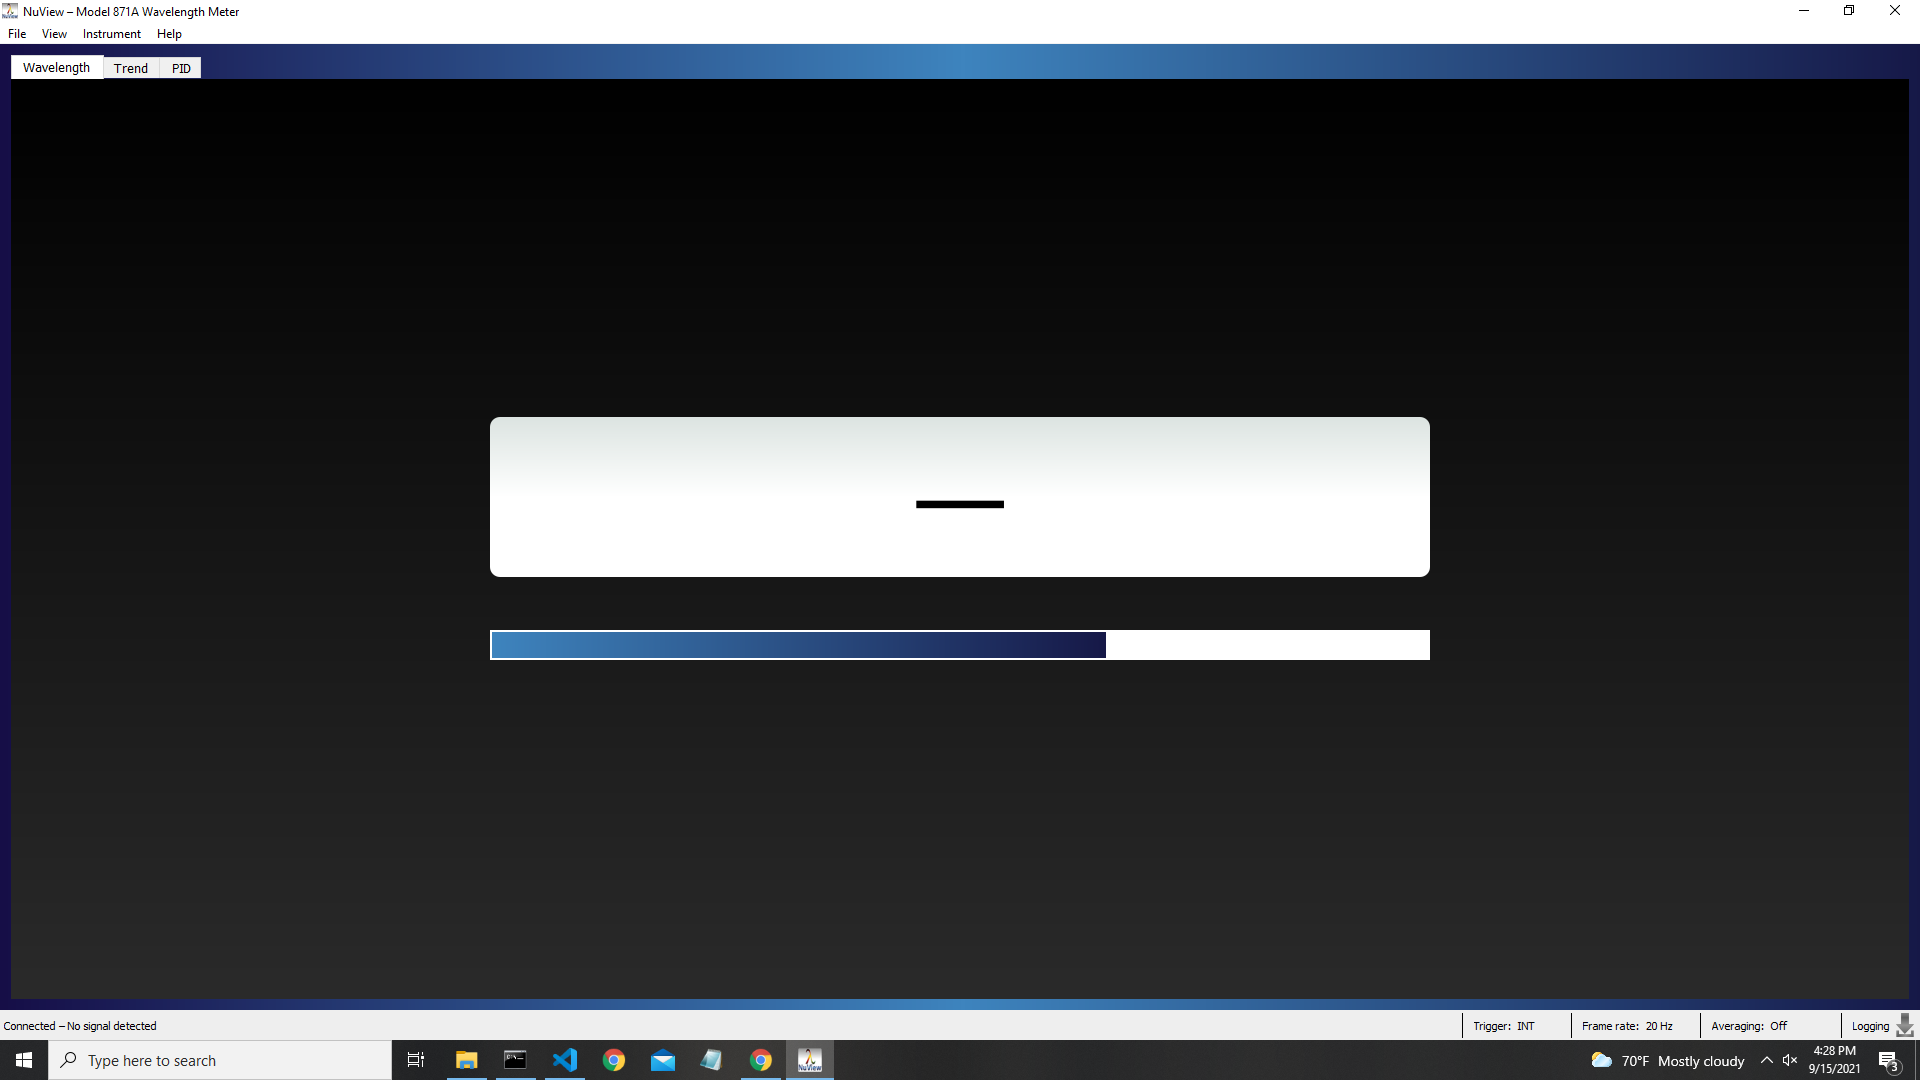 NuView – Model 871A Wavelength Meter
File View Instrument Help
Wavelength Trend PID
—
Connected – No signal detected
Trigger: INT
Frame rate: 20 Hz
Averaging: Off
Logging
Type here to search
NuView
70°F Mostly cloudy
4:28 PM
9/15/2021
3